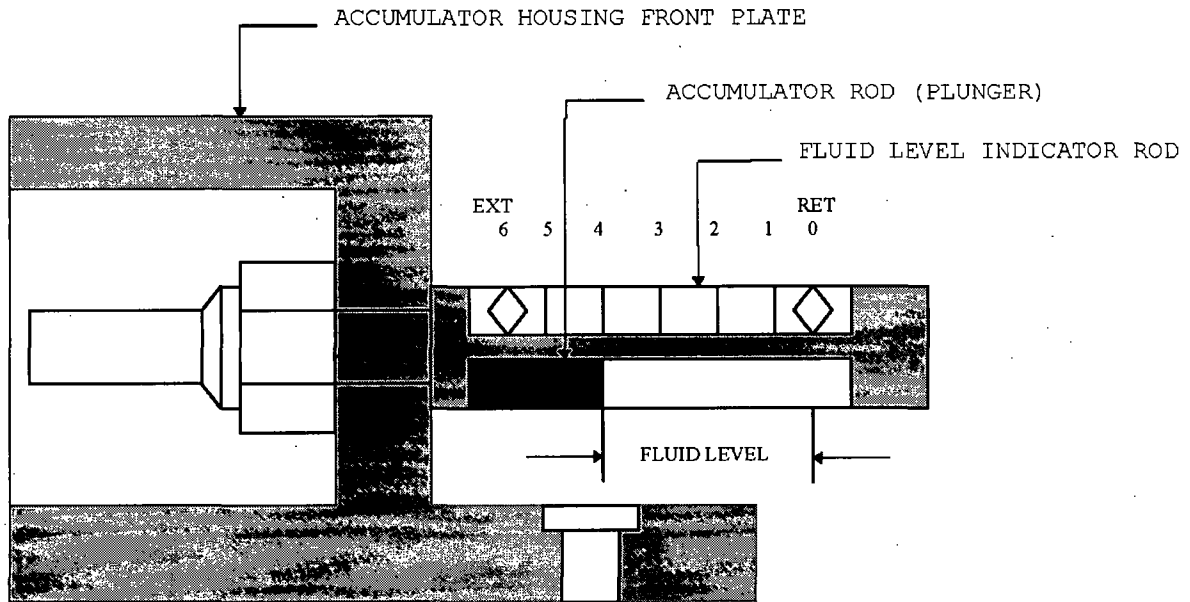 ACCUMULATOR HOUSING FRONT PLATE
ACCUMULATOR ROD (PLUNGER)
FLUID LEVEL INDICATOR ROD
EXT RET
6 5 4 3 2 1 0
FLUID LEVEL